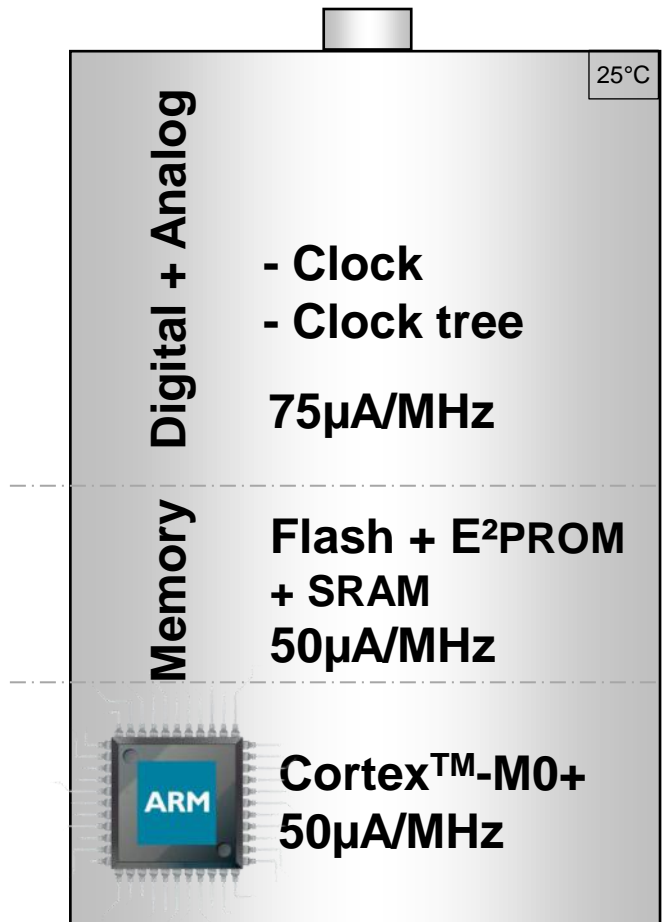 25°C
Digital + Analog
- Clock
- Clock tree
75µA/MHz
Memory
Flash + E²PROM
+ SRAM
50µA/MHz
ARM
Cortex™-M0+
50µA/MHz